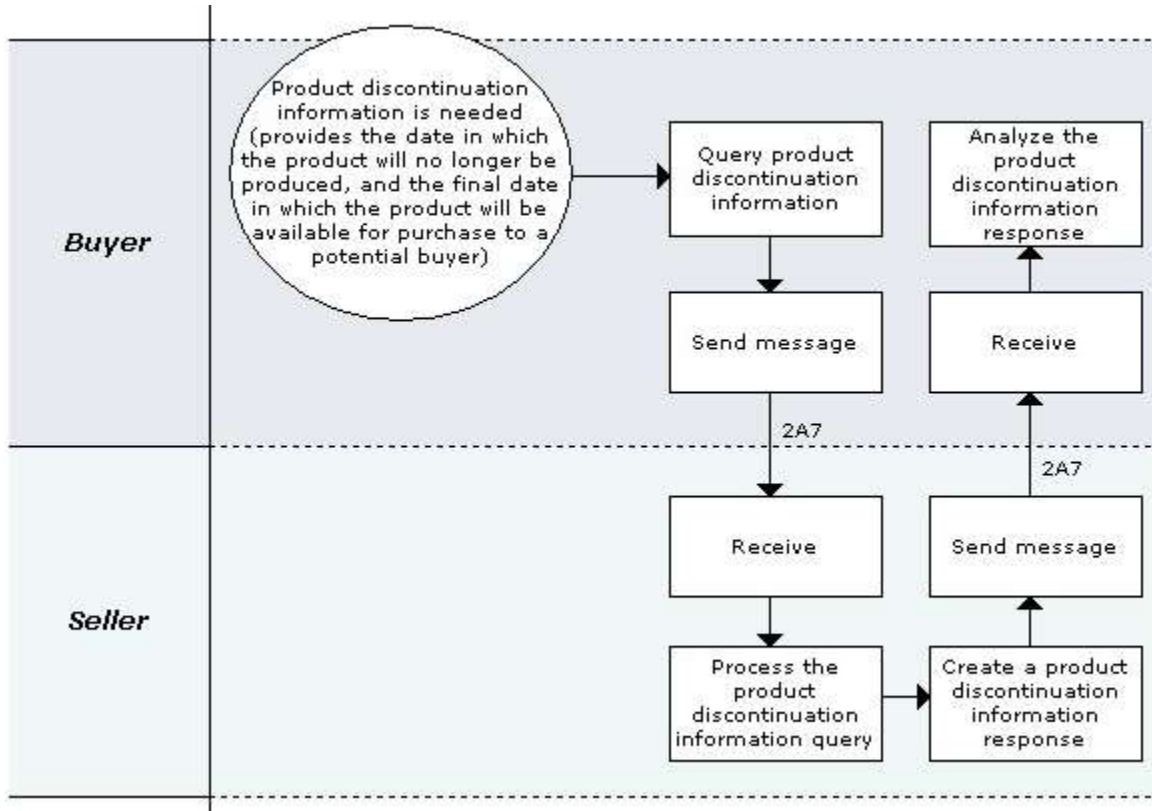 Product discontinuation
information is needed
(provides the date in which
the product will no longer be
produced, and the final date
in which the product will be
available for purchase to a
potential buyer)
Query product
discontinuation
information
Analyze the
product
discontinuation
information
response
Buyer
Send message
Receive
2A7
2A7
Receive
Send message
Seller
Process the
product
discontinuation
information query
Create a product
discontinuation
information
response